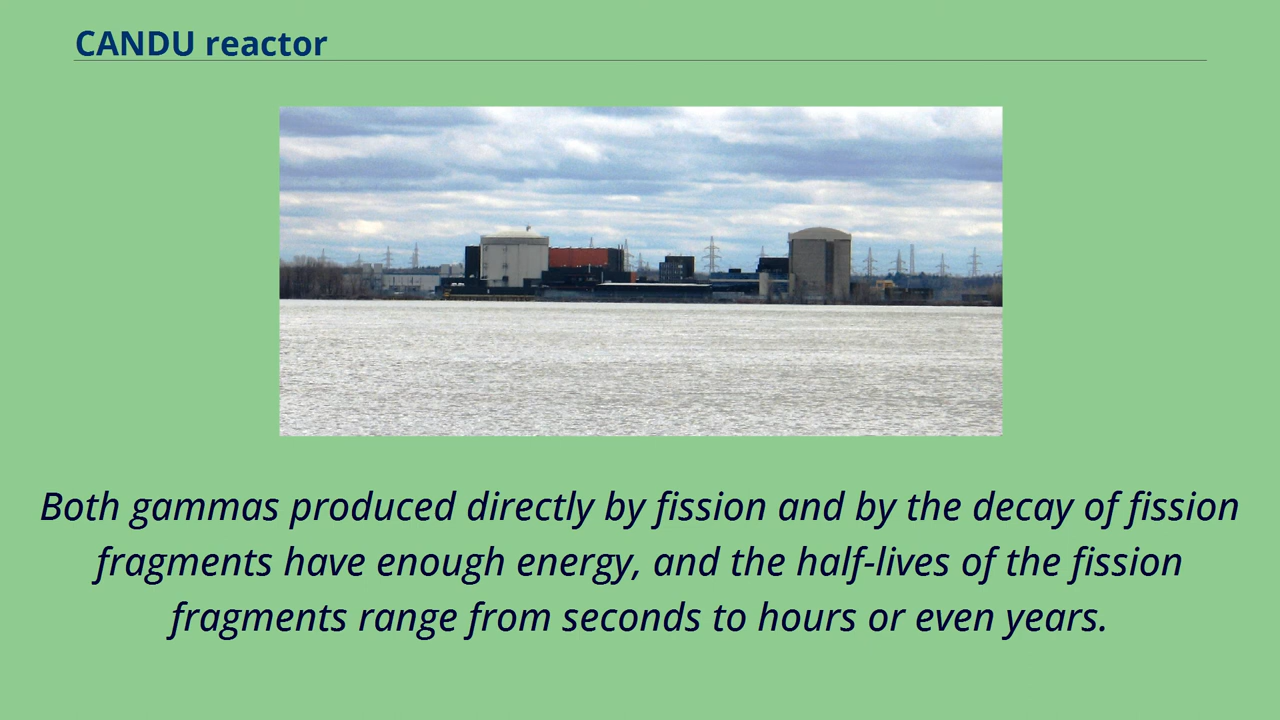 CANDU reactor
Both gammas produced directly by fission and by the decay of fission
fragments have enough energy, and the half-lives of the fission
fragments range from seconds to hours or even years.